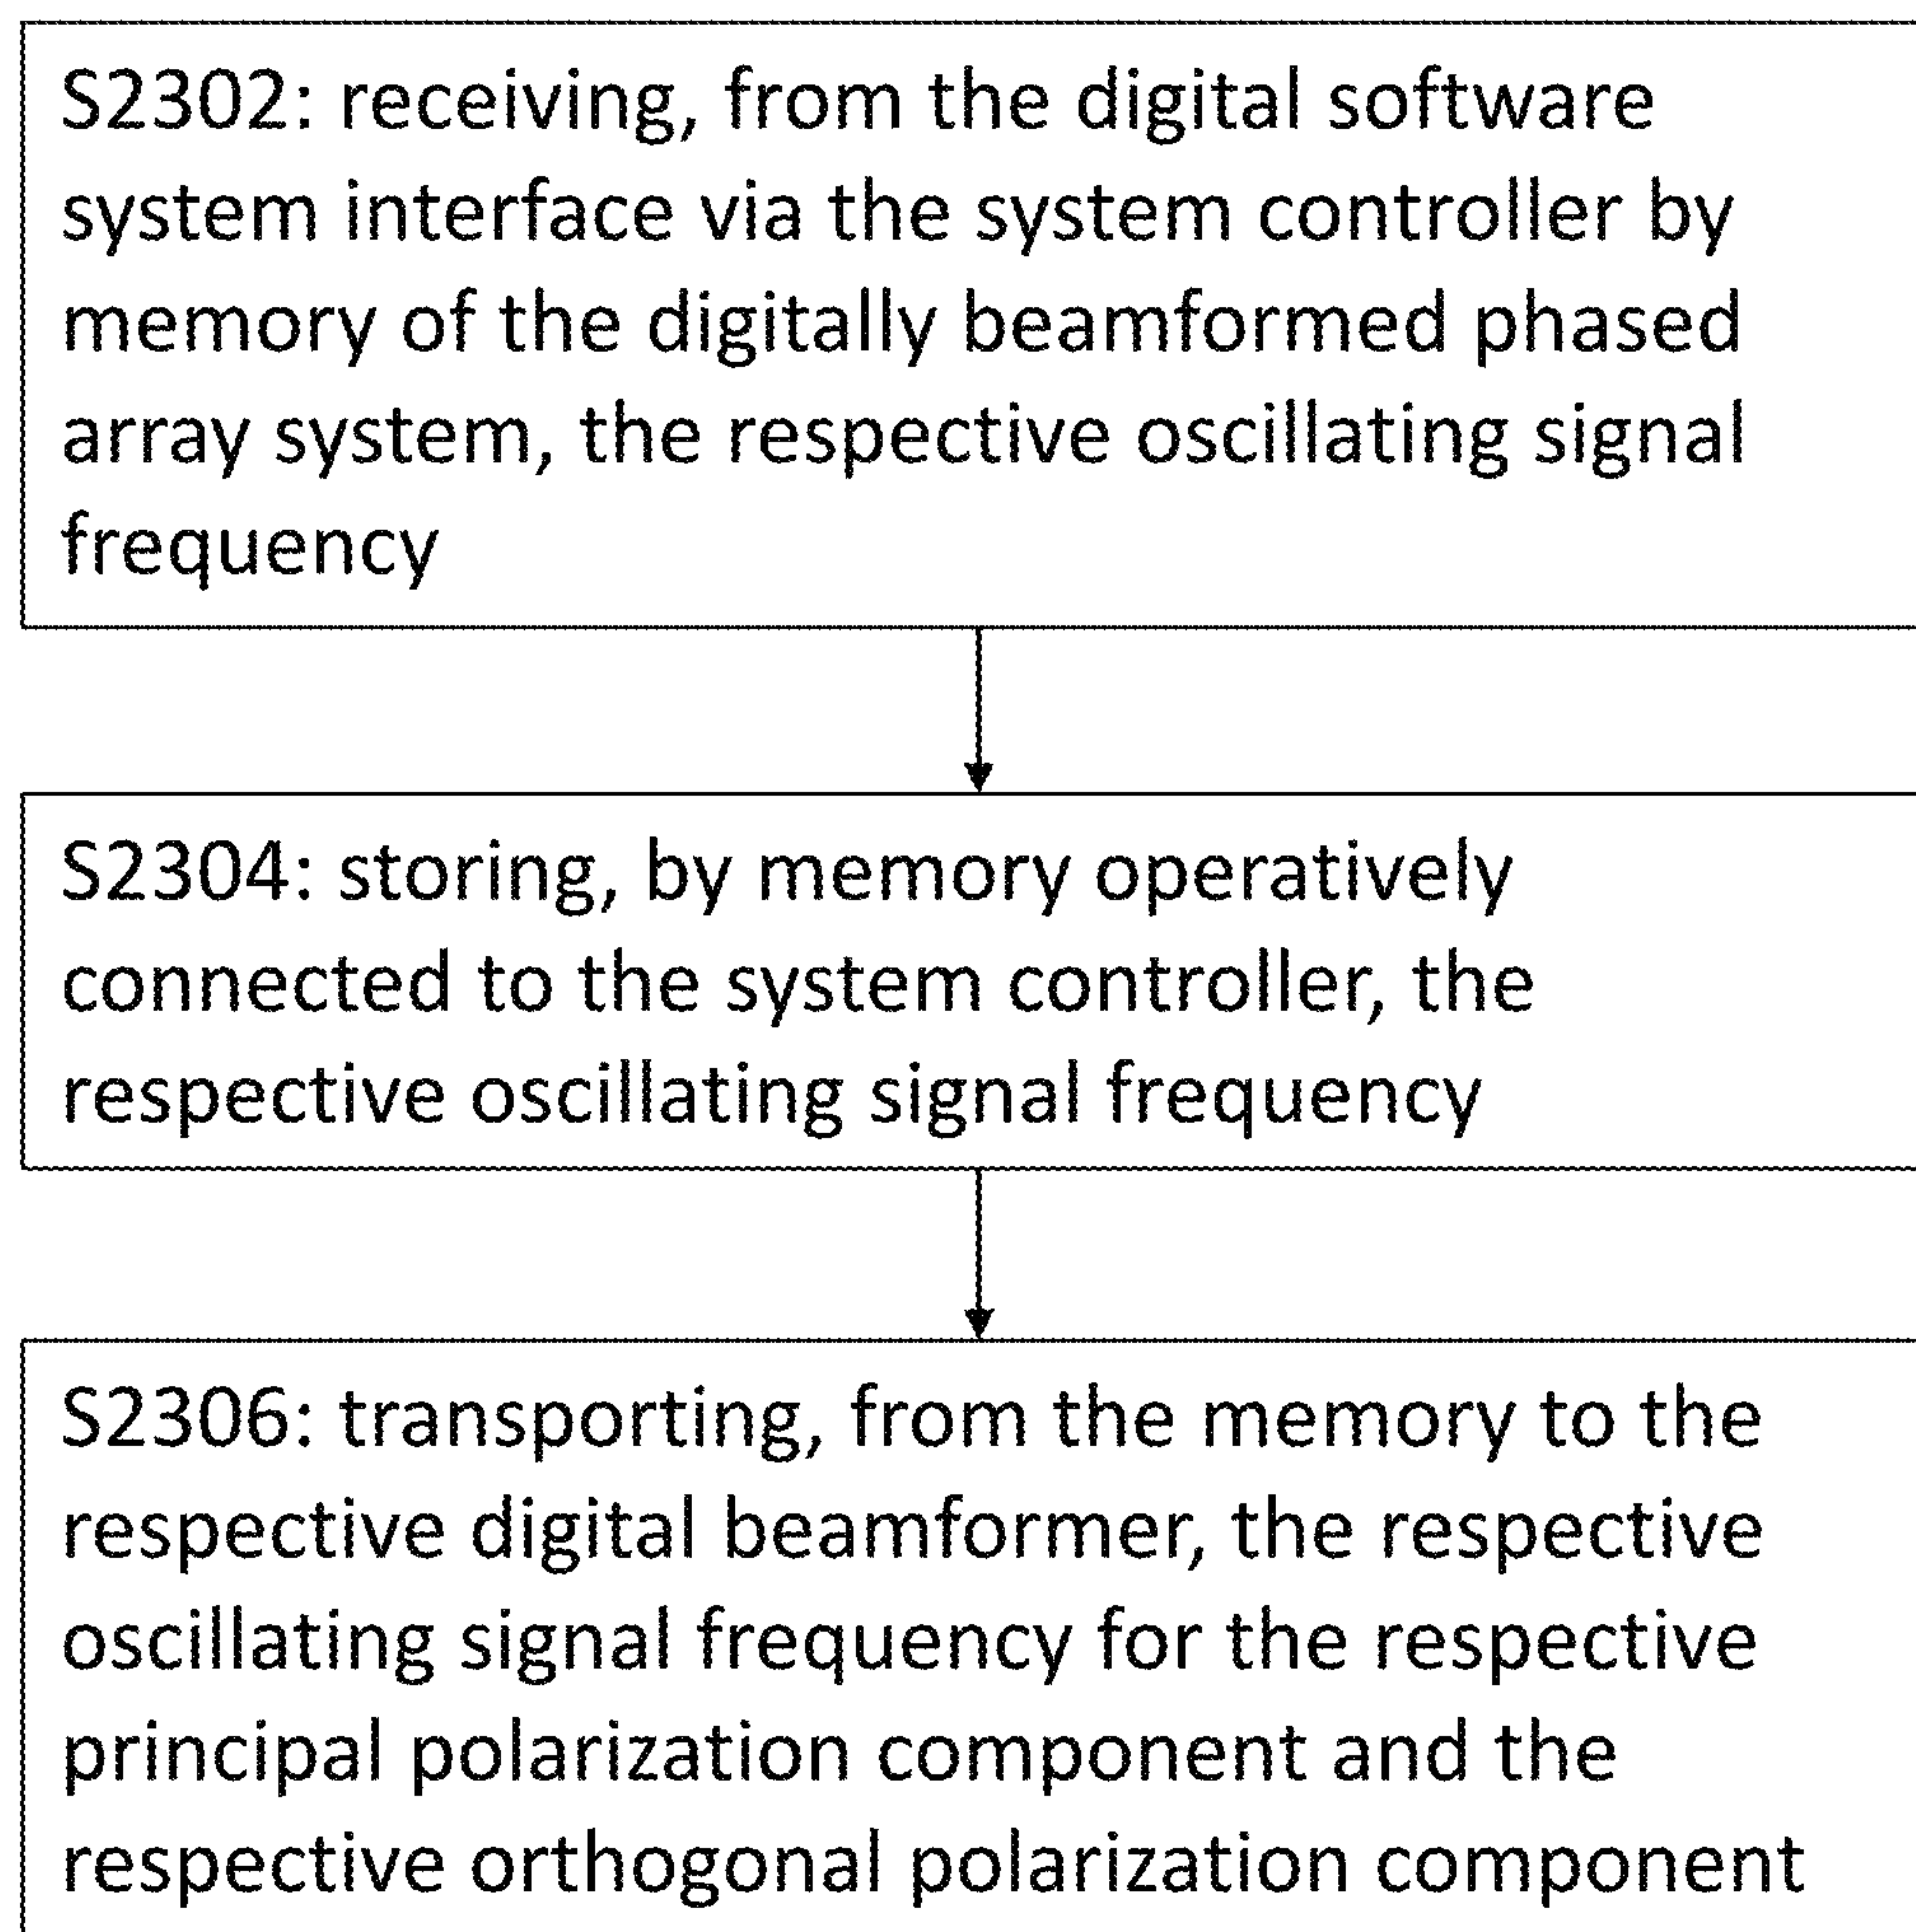 S2302: receiving, from the digital software
system interface via the system controller by
memory of the digitally beamformed phased
array system, the respective oscillating signal
frequency
S2304: storing, by memory operatively
connected to the system controller, the
respective oscillating signal frequency
S2306: transporting, from the memory to the
respective digital beamformer, the respective
oscillating signal frequency for the respective
principal polarization component and the
respective orthogonal polarization component